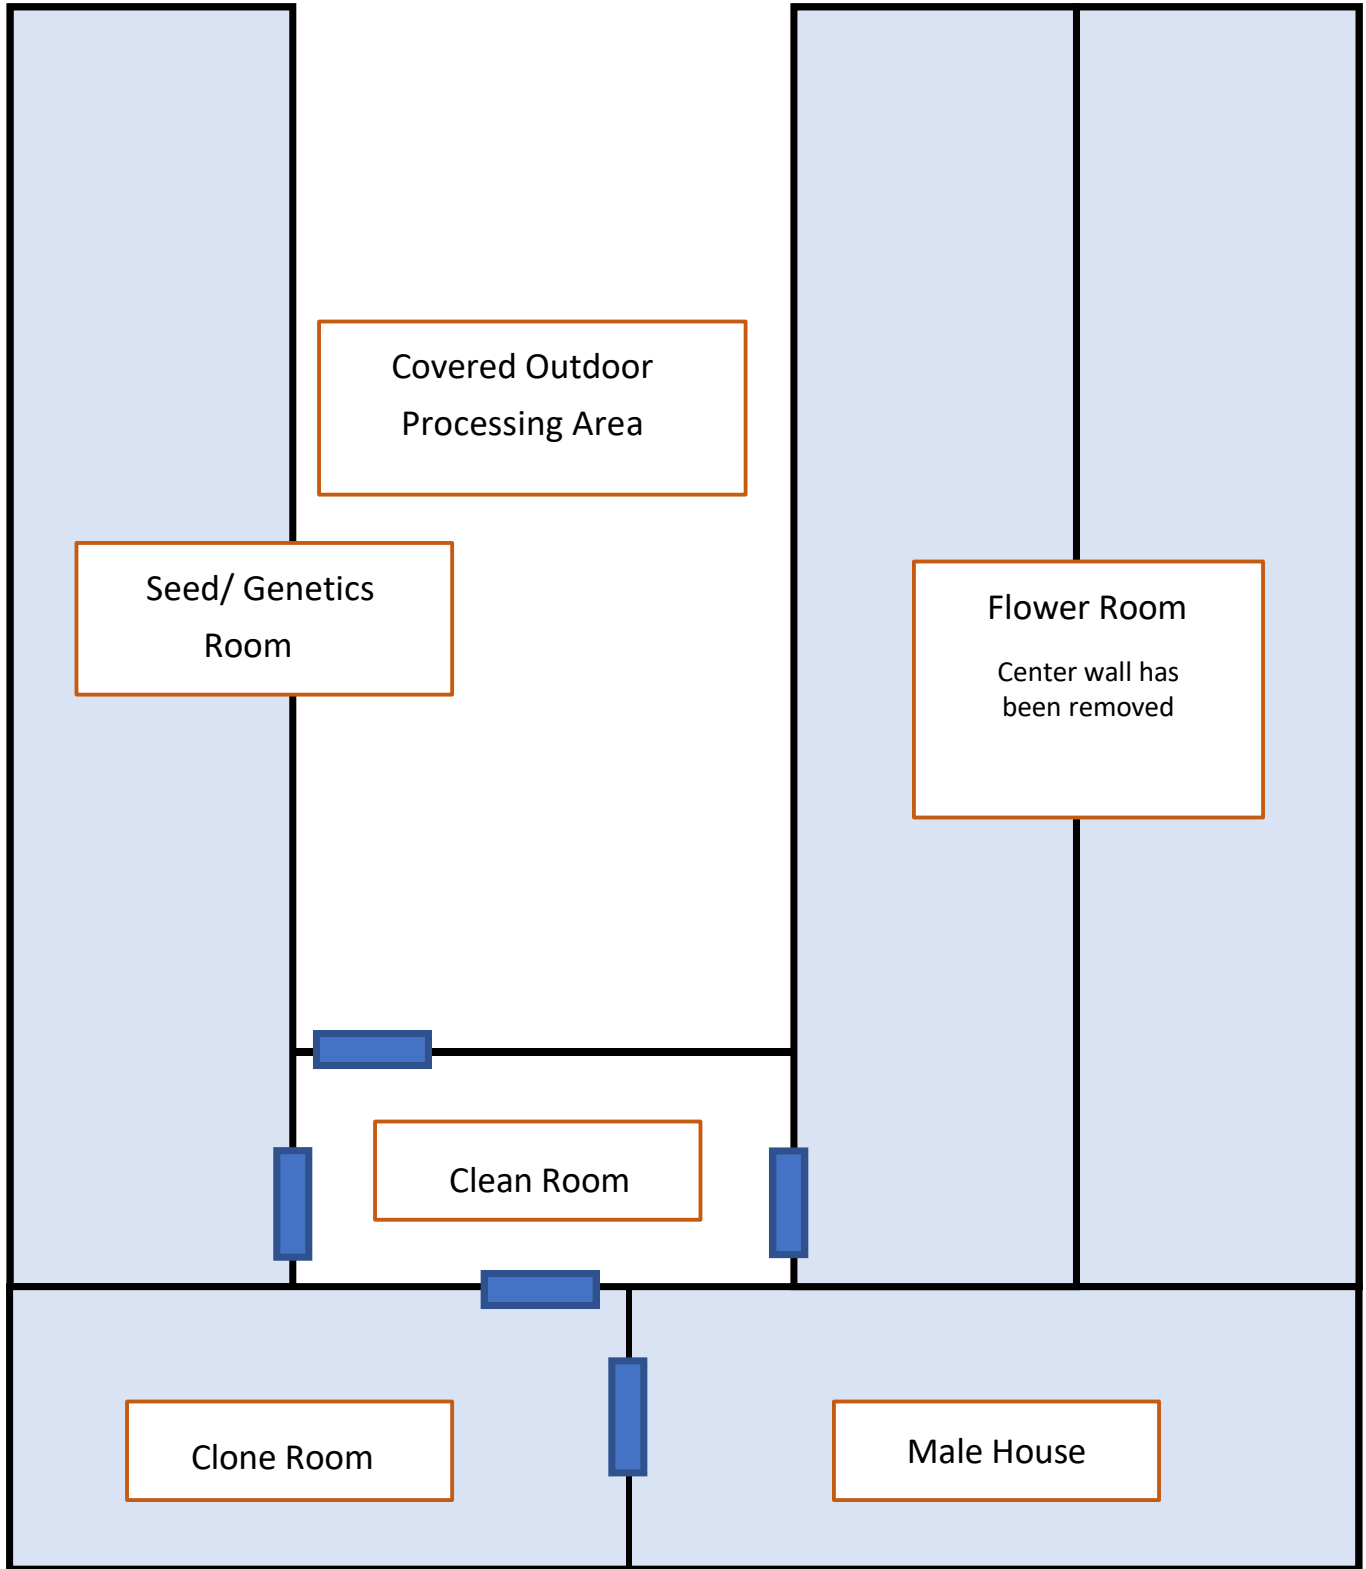 Covered Outdoor
Processing Area
Seed/ Genetics
Room
Flower Room
Center wall has
been removed
Clean Room
Clone Room
Male House